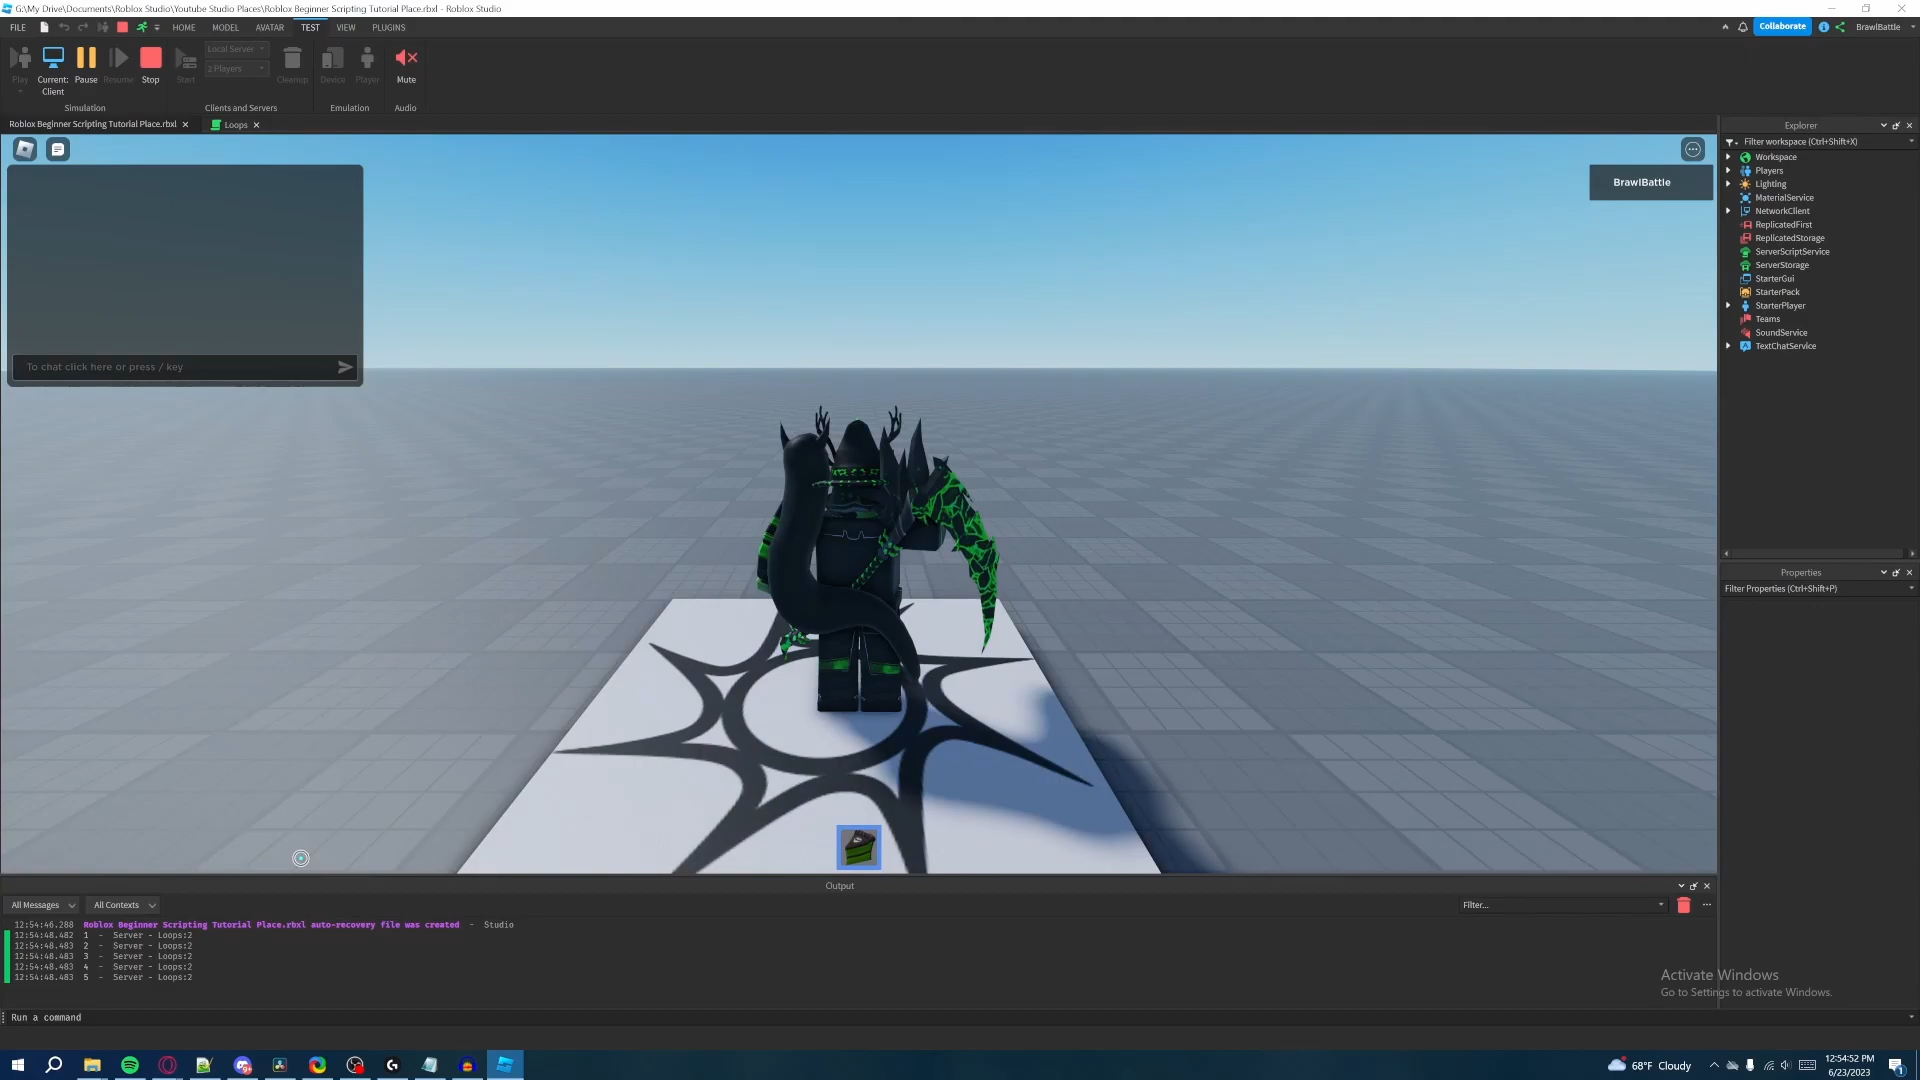 G:\My Drive\Documents\Roblox Studio\Youtube Studio Places\Roblox Beginner Scripting Tutorial Place.rbxl - Roblox Studio
FILE HOME MODEL AVATAR TEST VIEW PLUGINS
Collaborate BrawlBattle
Local Server
2 Players
Play Current: Client Pause Resume Stop Start Cleanup Device Player Mute
Simulation Clients and Servers Emulation Audio
Roblox Beginner Scripting Tutorial Place.rbxl Loops
To chat click here or press / key
BrawlBattle
Explorer
Filter workspace (Ctrl+Shift+X)
Workspace
Players
Lighting
MaterialService
NetworkClient
ReplicatedFirst
ReplicatedStorage
ServerScriptService
ServerStorage
StarterGui
StarterPack
StarterPlayer
Teams
SoundService
TextChatService
Properties
Filter Properties (Ctrl+Shift+P)
Output
All Messages All Contexts Filter...
12:54:46.288 Roblox Beginner Scripting Tutorial Place.rbxl auto-recovery file was created - Studio
12:54:48.482 1 - Server - Loops:2
12:54:48.483 2 - Server - Loops:2
12:54:48.483 3 - Server - Loops:2
12:54:48.483 4 - Server - Loops:2
12:54:48.483 5 - Server - Loops:2
Activate Windows
Go to Settings to activate Windows.
Run a command
68°F Cloudy
12:54:52 PM
6/23/2023